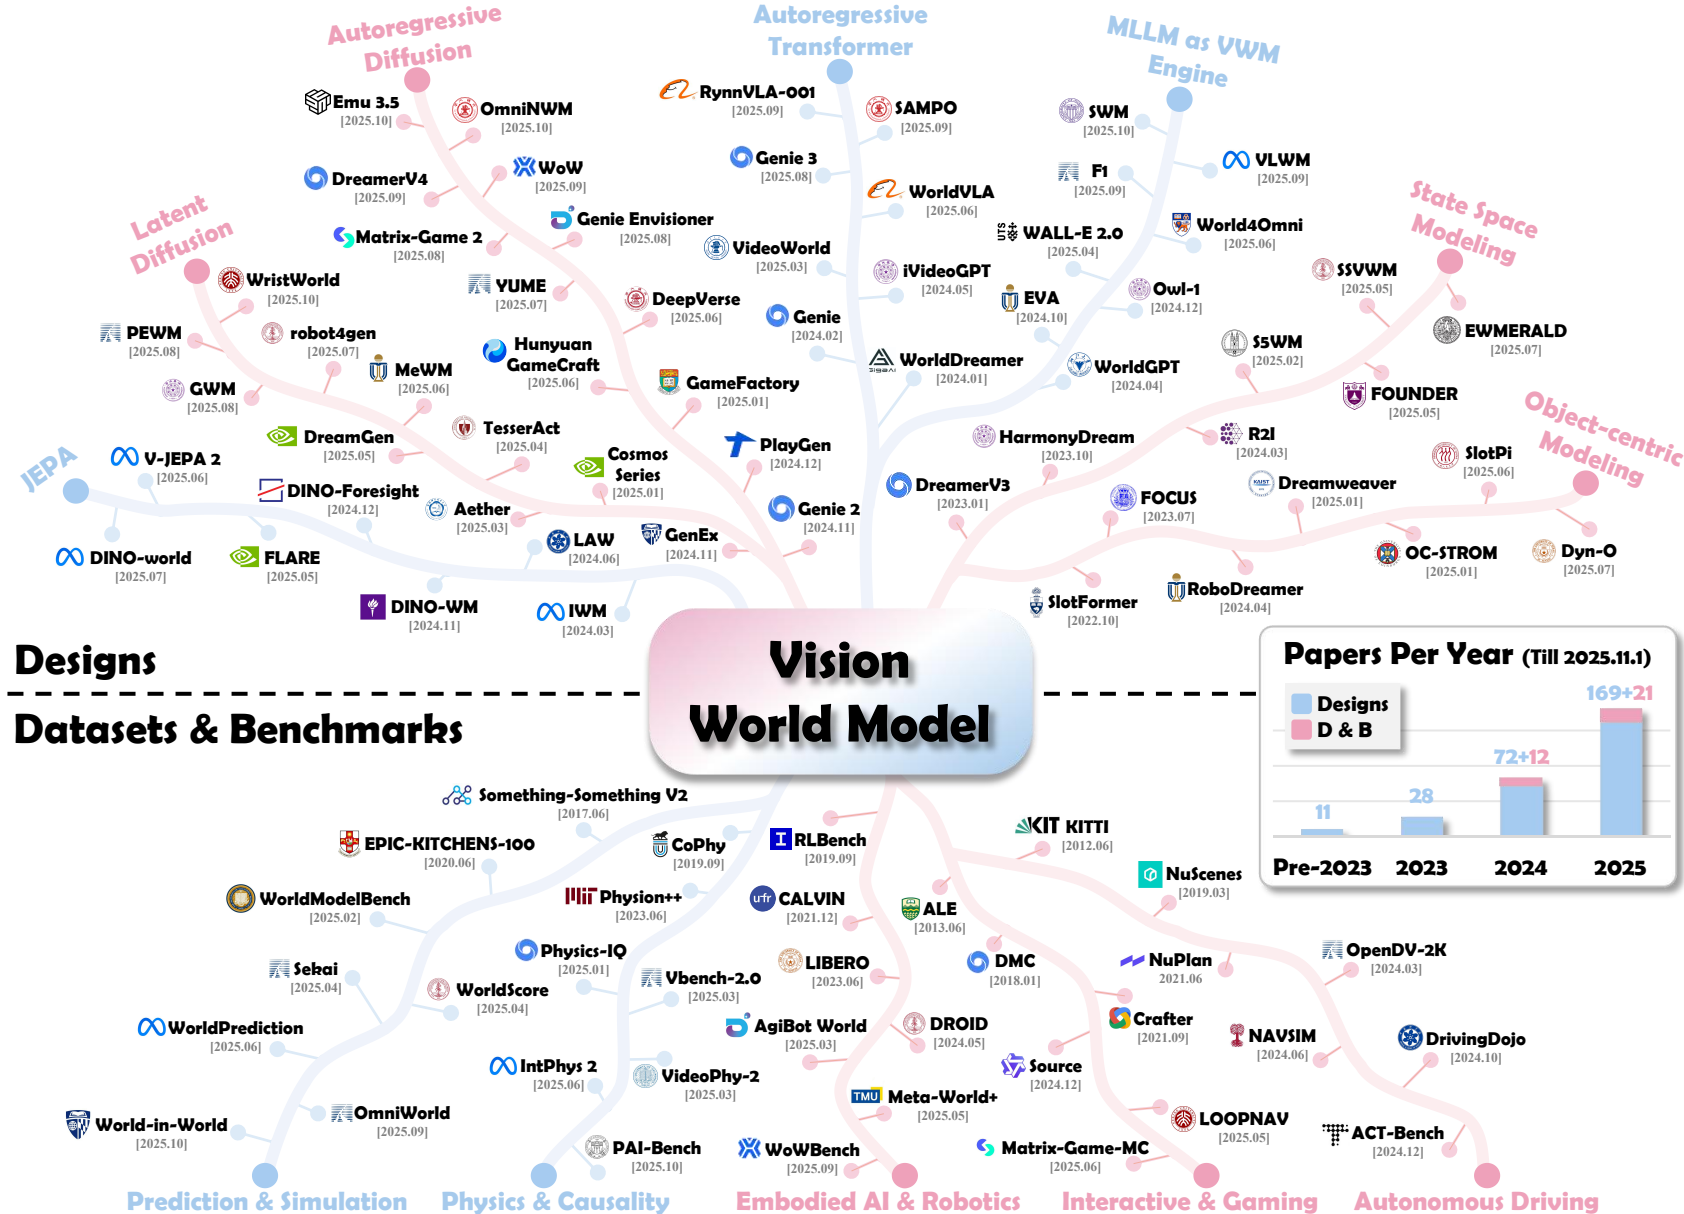 Autoregressive
Diffusion
Autoregressive
Transformer
MLLM as VWM
Engine
Latent
Diffusion
State Space
Modeling
JEPA
Object-centric
Modeling
Emu 3.5
[2025.10]
OmniNWM
[2025.10]
DreamerV4
[2025.09]
WoW
[2025.09]
Matrix-Game 2
[2025.08]
Genie Envisioner
[2025.08]
YUME
[2025.07]
DeepVerse
[2025.06]
Hunyuan
GameCraft
[2025.06]
GameFactory
[2025.01]
PlayGen
[2024.12]
Genie 2
[2024.11]
GenEx
[2024.11]
RynnVLA-001
[2025.09]
SAMPO
[2025.09]
Genie 3
[2025.08]
WorldVLA
[2025.06]
VideoWorld
[2025.03]
iVideoGPT
[2024.05]
Genie
[2024.02]
GigaAI
WorldDreamer
[2024.01]
SWM
[2025.10]
VLWM
[2025.09]
F1
[2025.09]
World4Omni
[2025.06]
UTS
WALL-E 2.0
[2025.04]
Owl-1
[2024.12]
EVA
[2024.10]
WorldGPT
[2024.04]
WristWorld
[2025.10]
PEWM
[2025.08]
robot4gen
[2025.07]
MeWM
[2025.06]
GWM
[2025.08]
DreamGen
[2025.05]
TesserAct
[2025.04]
Aether
[2025.03]
Cosmos
Series
[2025.01]
V-JEPA 2
[2025.06]
DINO-world
[2025.07]
FLARE
[2025.05]
DINO-Foresight
[2024.12]
DINO-WM
[2024.11]
LAW
[2024.06]
IWM
[2024.03]
SSVWM
[2025.05]
EWMERALD
[2025.07]
S5WM
[2025.02]
FOUNDER
[2025.05]
R2I
[2024.03]
HarmonyDream
[2023.10]
DreamerV3
[2023.01]
FOCUS
[2023.07]
KAIST
Dreamweaver
[2025.01]
SlotPi
[2025.06]
OC-STROM
[2025.01]
Dyn-O
[2025.07]
RoboDreamer
[2024.04]
SlotFormer
[2022.10]
Designs
Vision
World Model
Datasets & Benchmarks
Papers Per Year (Till 2025.11.1)
Designs
D & B
11
28
72+12
169+21
Pre-2023
2023
2024
2025
Something-Something V2
[2017.06]
EPIC-KITCHENS-100
[2020.06]
WorldModelBench
[2025.02]
Sekai
[2025.04]
WorldScore
[2025.04]
WorldPrediction
[2025.06]
OmniWorld
[2025.09]
World-in-World
[2025.10]
CoPhy
[2019.09]
MIT
Physion++
[2023.06]
Physics-IQ
[2025.01]
Vbench-2.0
[2025.03]
IntPhys 2
[2025.06]
VideoPhy-2
[2025.03]
PAI-Bench
[2025.10]
RLBench
[2019.09]
ufr
CALVIN
[2021.12]
LIBERO
[2023.06]
AgiBot World
[2025.03]
DROID
[2024.05]
TMU
Meta-World+
[2025.05]
WoWBench
[2025.09]
ALE
[2013.06]
DMC
[2018.01]
Crafter
[2021.09]
Source
[2024.12]
LOOPNAV
[2025.05]
Matrix-Game-MC
[2025.06]
KIT KITTI
[2012.06]
NuScenes
[2019.03]
NuPlan
2021.06
OpenDV-2K
[2024.03]
NAVSIM
[2024.06]
DrivingDojo
[2024.10]
ACT-Bench
[2024.12]
Prediction & Simulation
Physics & Causality
Embodied AI & Robotics
Interactive & Gaming
Autonomous Driving